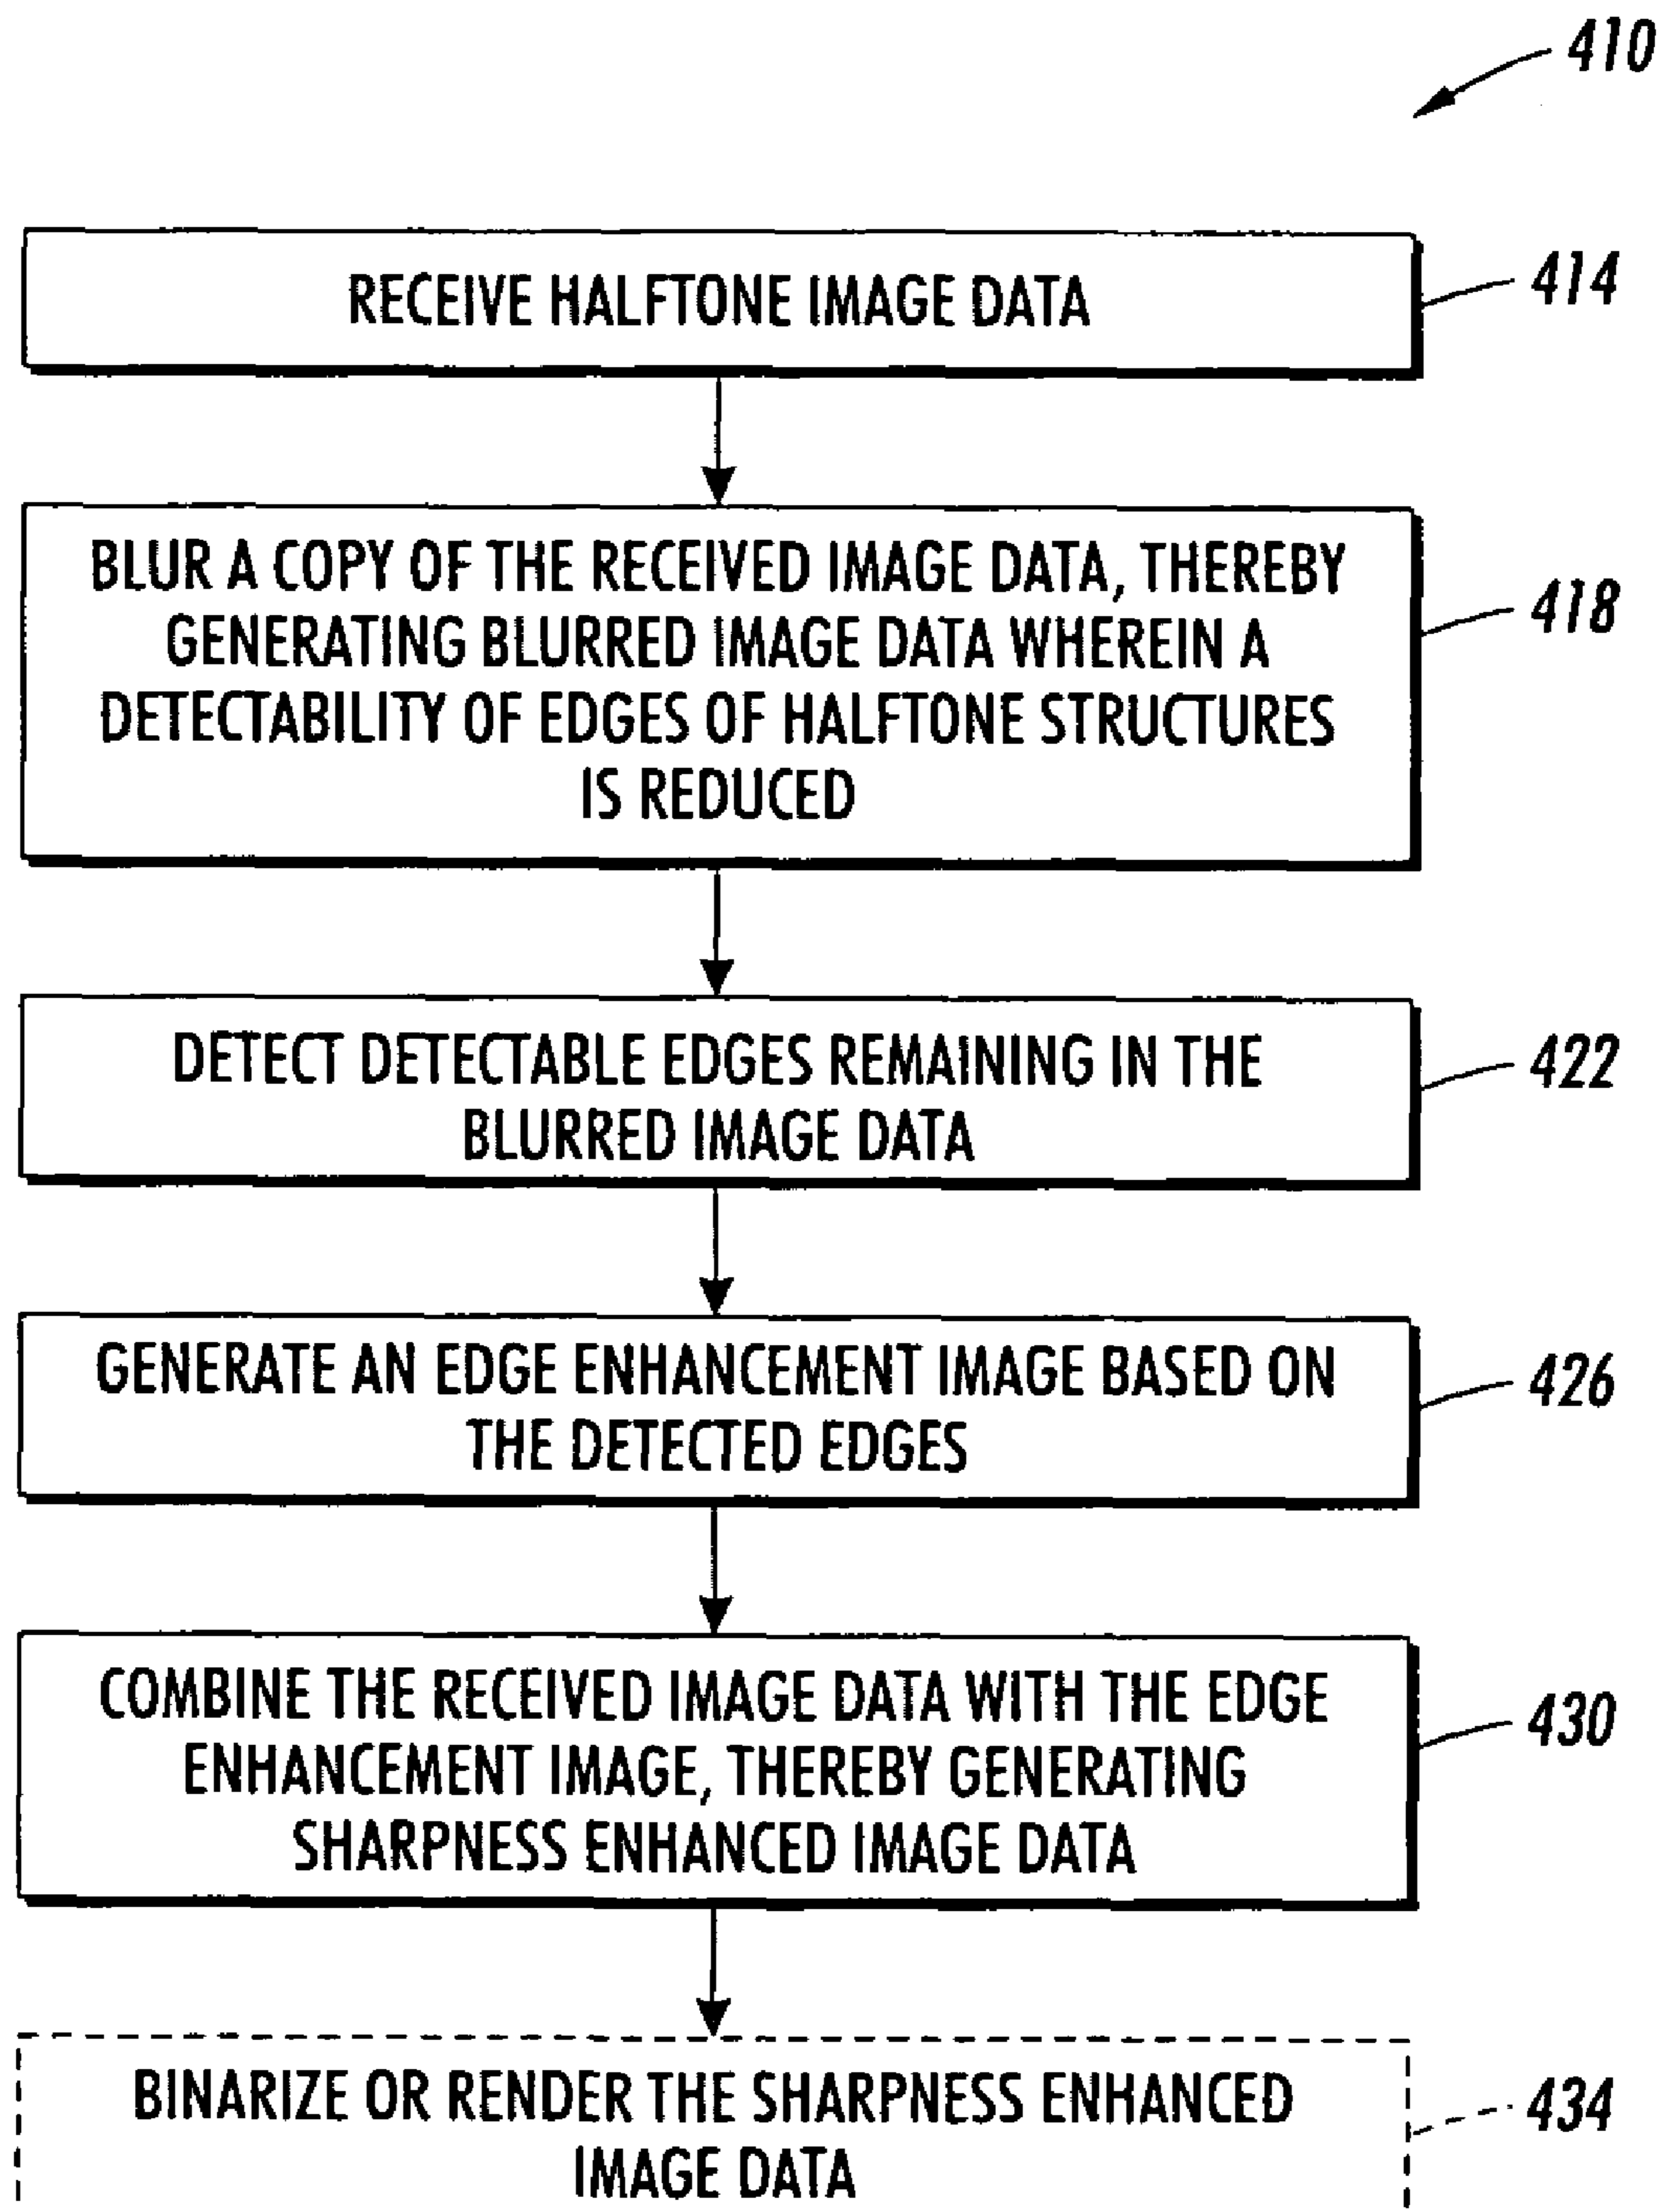 410
RECEIVE HALFTONE IMAGE DATA
414
BLUR A COPY OF THE RECEIVED IMAGE DATA, THEREBY
GENERATING BLURRED IMAGE DATA WHEREIN A
DETECTABILITY OF EDGES OF HALFTONE STRUCTURES
IS REDUCED
418
DETECT DETECTABLE EDGES REMAINING IN THE
BLURRED IMAGE DATA
422
GENERATE AN EDGE ENHANCEMENT IMAGE BASED ON
THE DETECTED EDGES
426
COMBINE THE RECEIVED IMAGE DATA WITH THE EDGE
ENHANCEMENT IMAGE, THEREBY GENERATING
SHARPNESS ENHANCED IMAGE DATA
430
BINARIZE OR RENDER THE SHARPNESS ENHANCED
IMAGE DATA
434